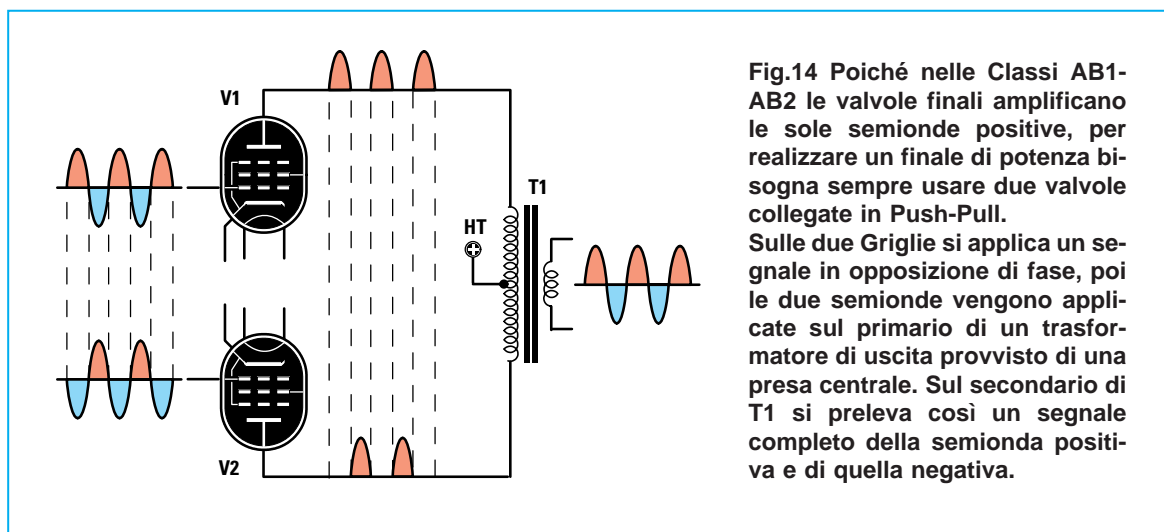 V1
V2
HT
T1
Fig.14 Poiché nelle Classi AB1-
AB2 le valvole finali amplificano
le sole semionde positive, per
realizzare un finale di potenza bi-
sogna sempre usare due valvole
collegate in Push-Pull.
Sulle due Griglie si applica un se-
gnale in opposizione di fase, poi
le due semionde vengono appli-
cate sul primario di un trasfor-
matore di uscita provvisto di una
presa centrale. Sul secondario di
T1 si preleva così un segnale
completo della semionda positi-
va e di quella negativa.